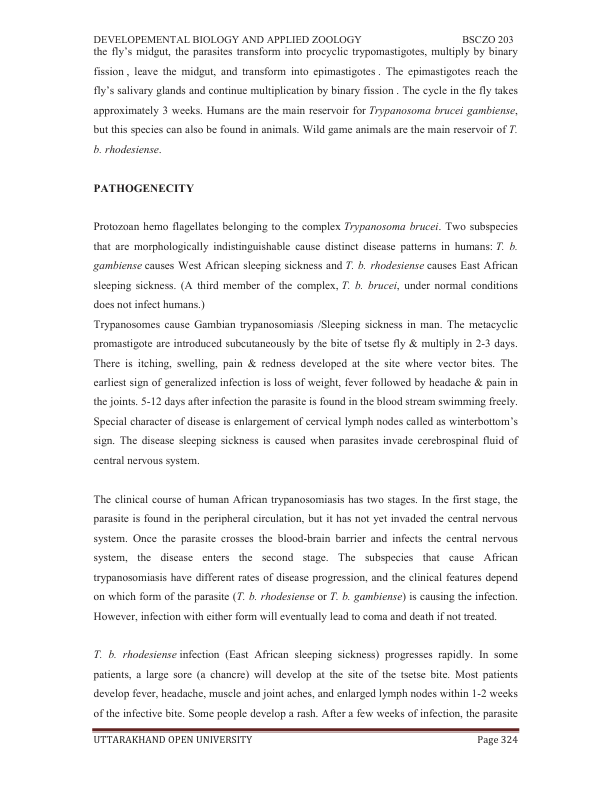 DEVELOPEMENTAL BIOLOGY AND APPLIED ZOOLOGY BSCZO 203
the fly's midgut, the parasites transform into procyclic trypomastigotes, multiply by binary
fission , leave the midgut, and transform into epimastigotes . The epimastigotes reach the
fly's salivary glands and continue multiplication by binary fission . The cycle in the fly takes
approximately 3 weeks. Humans are the main reservoir for Trypanosoma brucei gambiense,
but this species can also be found in animals. Wild game animals are the main reservoir of T.
b. rhodesiense.
PATHOGENECITY
Protozoan hemo flagellates belonging to the complex Trypanosoma brucei. Two subspecies
that are morphologically indistinguishable cause distinct disease patterns in humans: T. b.
gambiense causes West African sleeping sickness and T. b. rhodesiense causes East African
sleeping sickness. (A third member of the complex, T. b. brucei, under normal conditions
does not infect humans.)
Trypanosomes cause Gambian trypanosomiasis /Sleeping sickness in man. The metacyclic
promastigote are introduced subcutaneously by the bite of tsetse fly & multiply in 2-3 days.
There is itching, swelling, pain & redness developed at the site where vector bites. The
earliest sign of generalized infection is loss of weight, fever followed by headache & pain in
the joints. 5-12 days after infection the parasite is found in the blood stream swimming freely.
Special character of disease is enlargement of cervical lymph nodes called as winterbottom's
sign. The disease sleeping sickness is caused when parasites invade cerebrospinal fluid of
central nervous system.
The clinical course of human African trypanosomiasis has two stages. In the first stage, the
parasite is found in the peripheral circulation, but it has not yet invaded the central nervous
system. Once the parasite crosses the blood-brain barrier and infects the central nervous
system, the disease enters the second stage. The subspecies that cause African
trypanosomiasis have different rates of disease progression, and the clinical features depend
on which form of the parasite (T. b. rhodesiense or T. b. gambiense) is causing the infection.
However, infection with either form will eventually lead to coma and death if not treated.
T. b. rhodesiense infection (East African sleeping sickness) progresses rapidly. In some
patients, a large sore (a chancre) will develop at the site of the tsetse bite. Most patients
develop fever, headache, muscle and joint aches, and enlarged lymph nodes within 1-2 weeks
of the infective bite. Some people develop a rash. After a few weeks of infection, the parasite
UTTARAKHAND OPEN UNIVERSITY Page 324